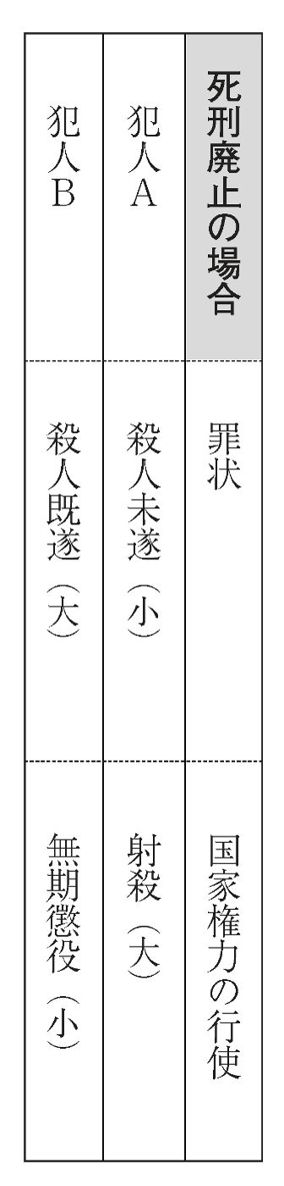 死刑廃止の場合
罪状
国家権力の行使
犯人A
殺人未遂（小）
射殺（大）
犯人B
殺人既遂（大）
無期懲役（小）